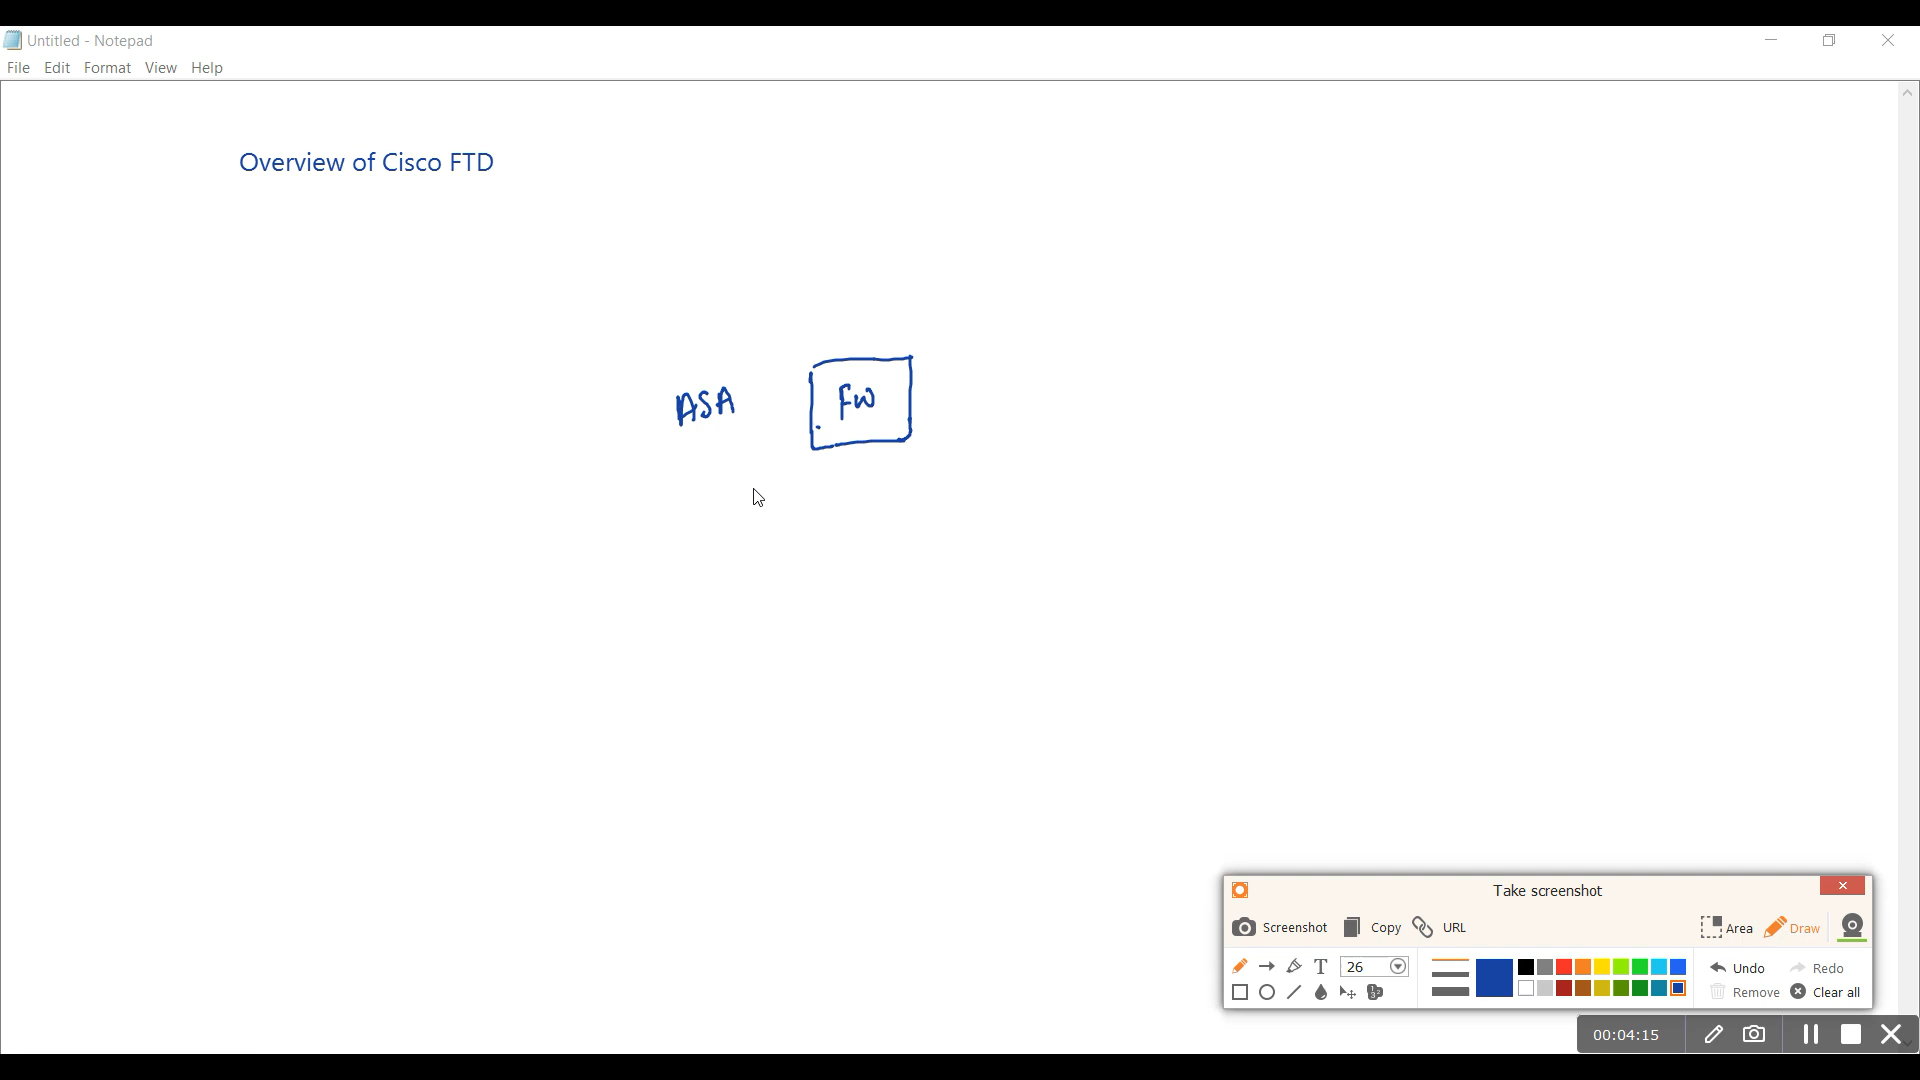 Untitled - Notepad
File Edit Format View Help
Overview of Cisco FTD
ASA
FW
Take screenshot
Screenshot Copy URL Area Draw
T 26 Undo Redo
Remove Clear all
00:04:15